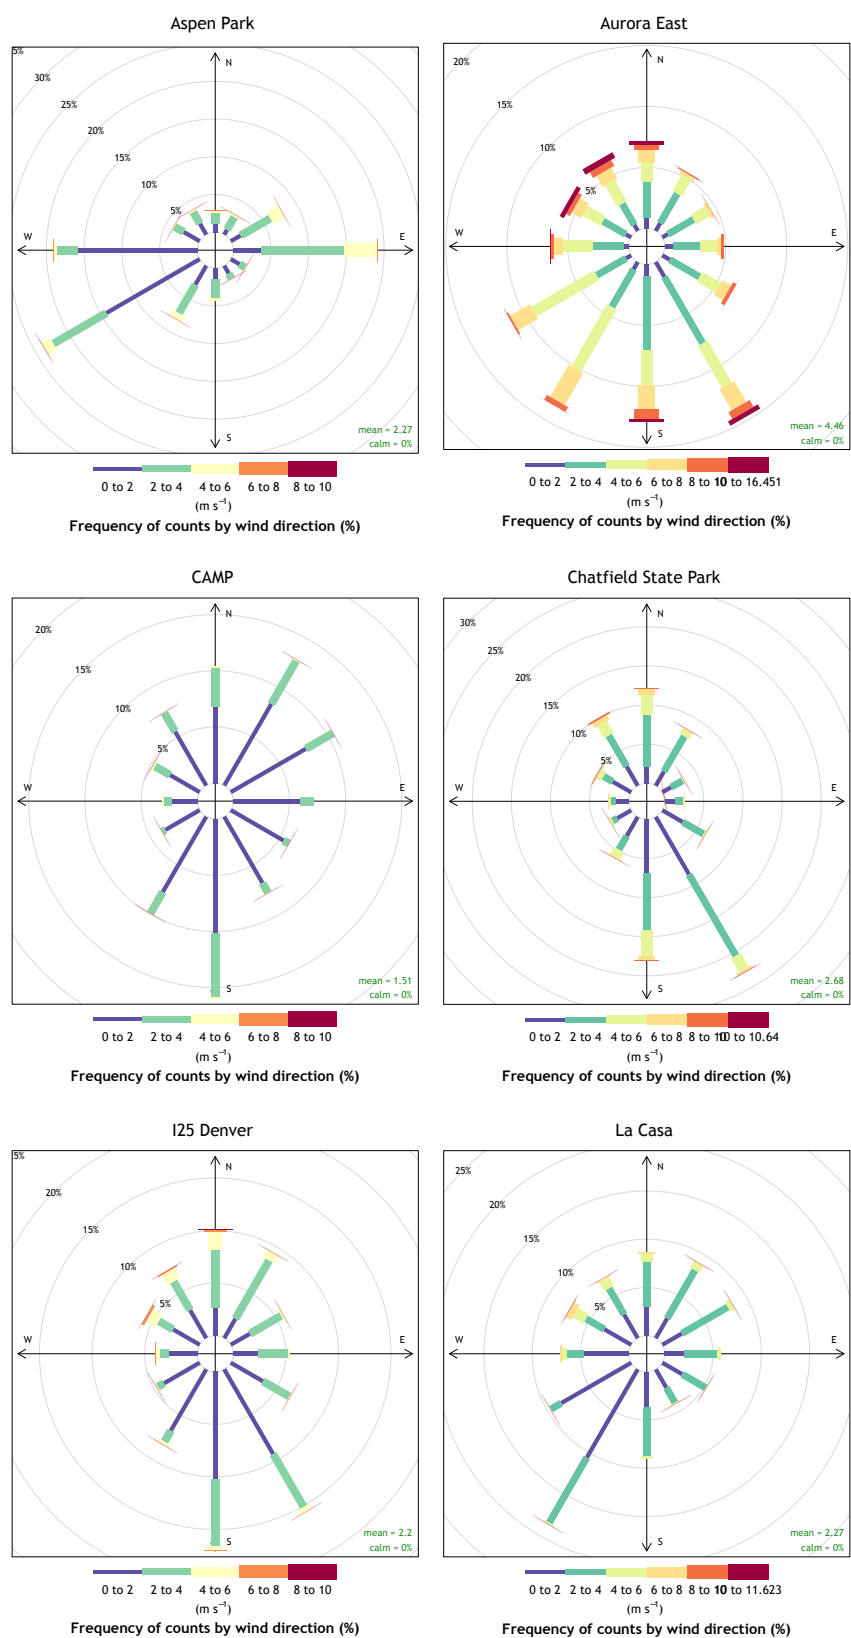 Aspen Park
5%
30%
25%
20%
15%
10%
5%
N
W
E
S
mean = 2.27
calm = 0%
0 to 2 2 to 4 4 to 6 6 to 8 8 to 10
(m s⁻¹)
Frequency of counts by wind direction (%)
Aurora East
20%
15%
10%
5%
N
W
E
S
mean = 4.46
calm = 0%
0 to 2 2 to 4 4 to 6 6 to 8 8 to 10 10 to 16.451
(m s⁻¹)
Frequency of counts by wind direction (%)
CAMP
20%
15%
10%
5%
N
W
E
S
mean = 1.51
calm = 0%
0 to 2 2 to 4 4 to 6 6 to 8 8 to 10
(m s⁻¹)
Frequency of counts by wind direction (%)
Chatfield State Park
30%
25%
20%
15%
10%
5%
N
W
E
S
mean = 2.68
calm = 0%
0 to 2 2 to 4 4 to 6 6 to 8 8 to 10 10 to 10.64
(m s⁻¹)
Frequency of counts by wind direction (%)
I25 Denver
5%
20%
15%
10%
5%
N
W
E
S
mean = 2.2
calm = 0%
0 to 2 2 to 4 4 to 6 6 to 8 8 to 10
(m s⁻¹)
Frequency of counts by wind direction (%)
La Casa
25%
20%
15%
10%
5%
N
W
E
S
mean = 2.27
calm = 0%
0 to 2 2 to 4 4 to 6 6 to 8 8 to 10 10 to 11.623
(m s⁻¹)
Frequency of counts by wind direction (%)